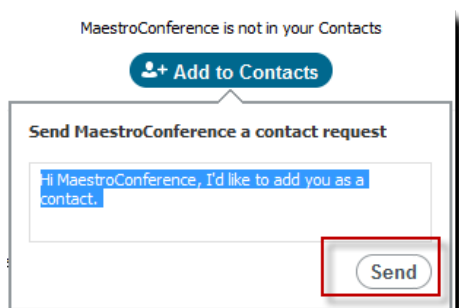 MaestroConference is not in your Contacts
Add to Contacts
Send MaestroConference a contact request
Hi MaestroConference, I'd like to add you as a
contact.
Send